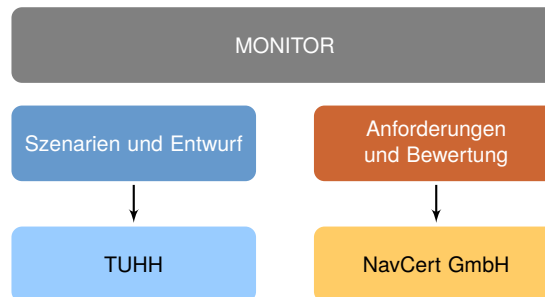 MONITOR
Szenarien und Entwurf
Anforderungen
und Bewertung
TUHH
NavCert GmbH